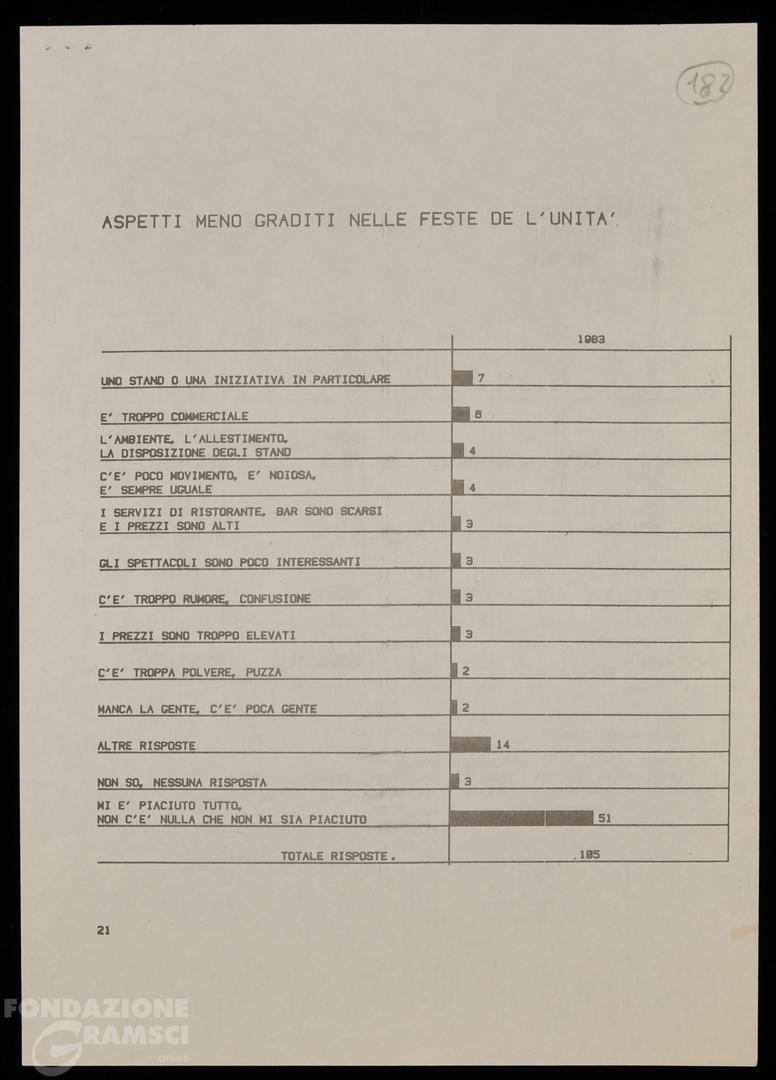 182
ASPETTI MENO GRADITI NELLE FESTE DE L'UNITA'.
1983
UNO STAND O UNA INIZIATIVA IN PARTICOLARE 7
E' TROPPO COMMERCIALE 6
L'AMBIENTE, L'ALLESTIMENTO,
LA DISPOSIZIONE DEGLI STAND 4
C'E' POCO MOVIMENTO, E' NOIOSA,
E' SEMPRE UGUALE 4
I SERVIZI DI RISTORANTE, BAR SONO SCARSI
E I PREZZI SONO ALTI 3
GLI SPETTACOLI SONO POCO INTERESSANTI 3
C'E' TROPPO RUMORE, CONFUSIONE 3
I PREZZI SONO TROPPO ELEVATI 3
C'E' TROPPA POLVERE, PUZZA 2
MANCA LA GENTE, C'E' POCA GENTE 2
ALTRE RISPOSTE 14
NON SO, NESSUNA RISPOSTA 3
MI E' PIACIUTO TUTTO,
NON C'E' NULLA CHE NON MI SIA PIACIUTO 51
TOTALE RISPOSTE. 105
21
FONDAZIONE
GRAMSCI
onlus